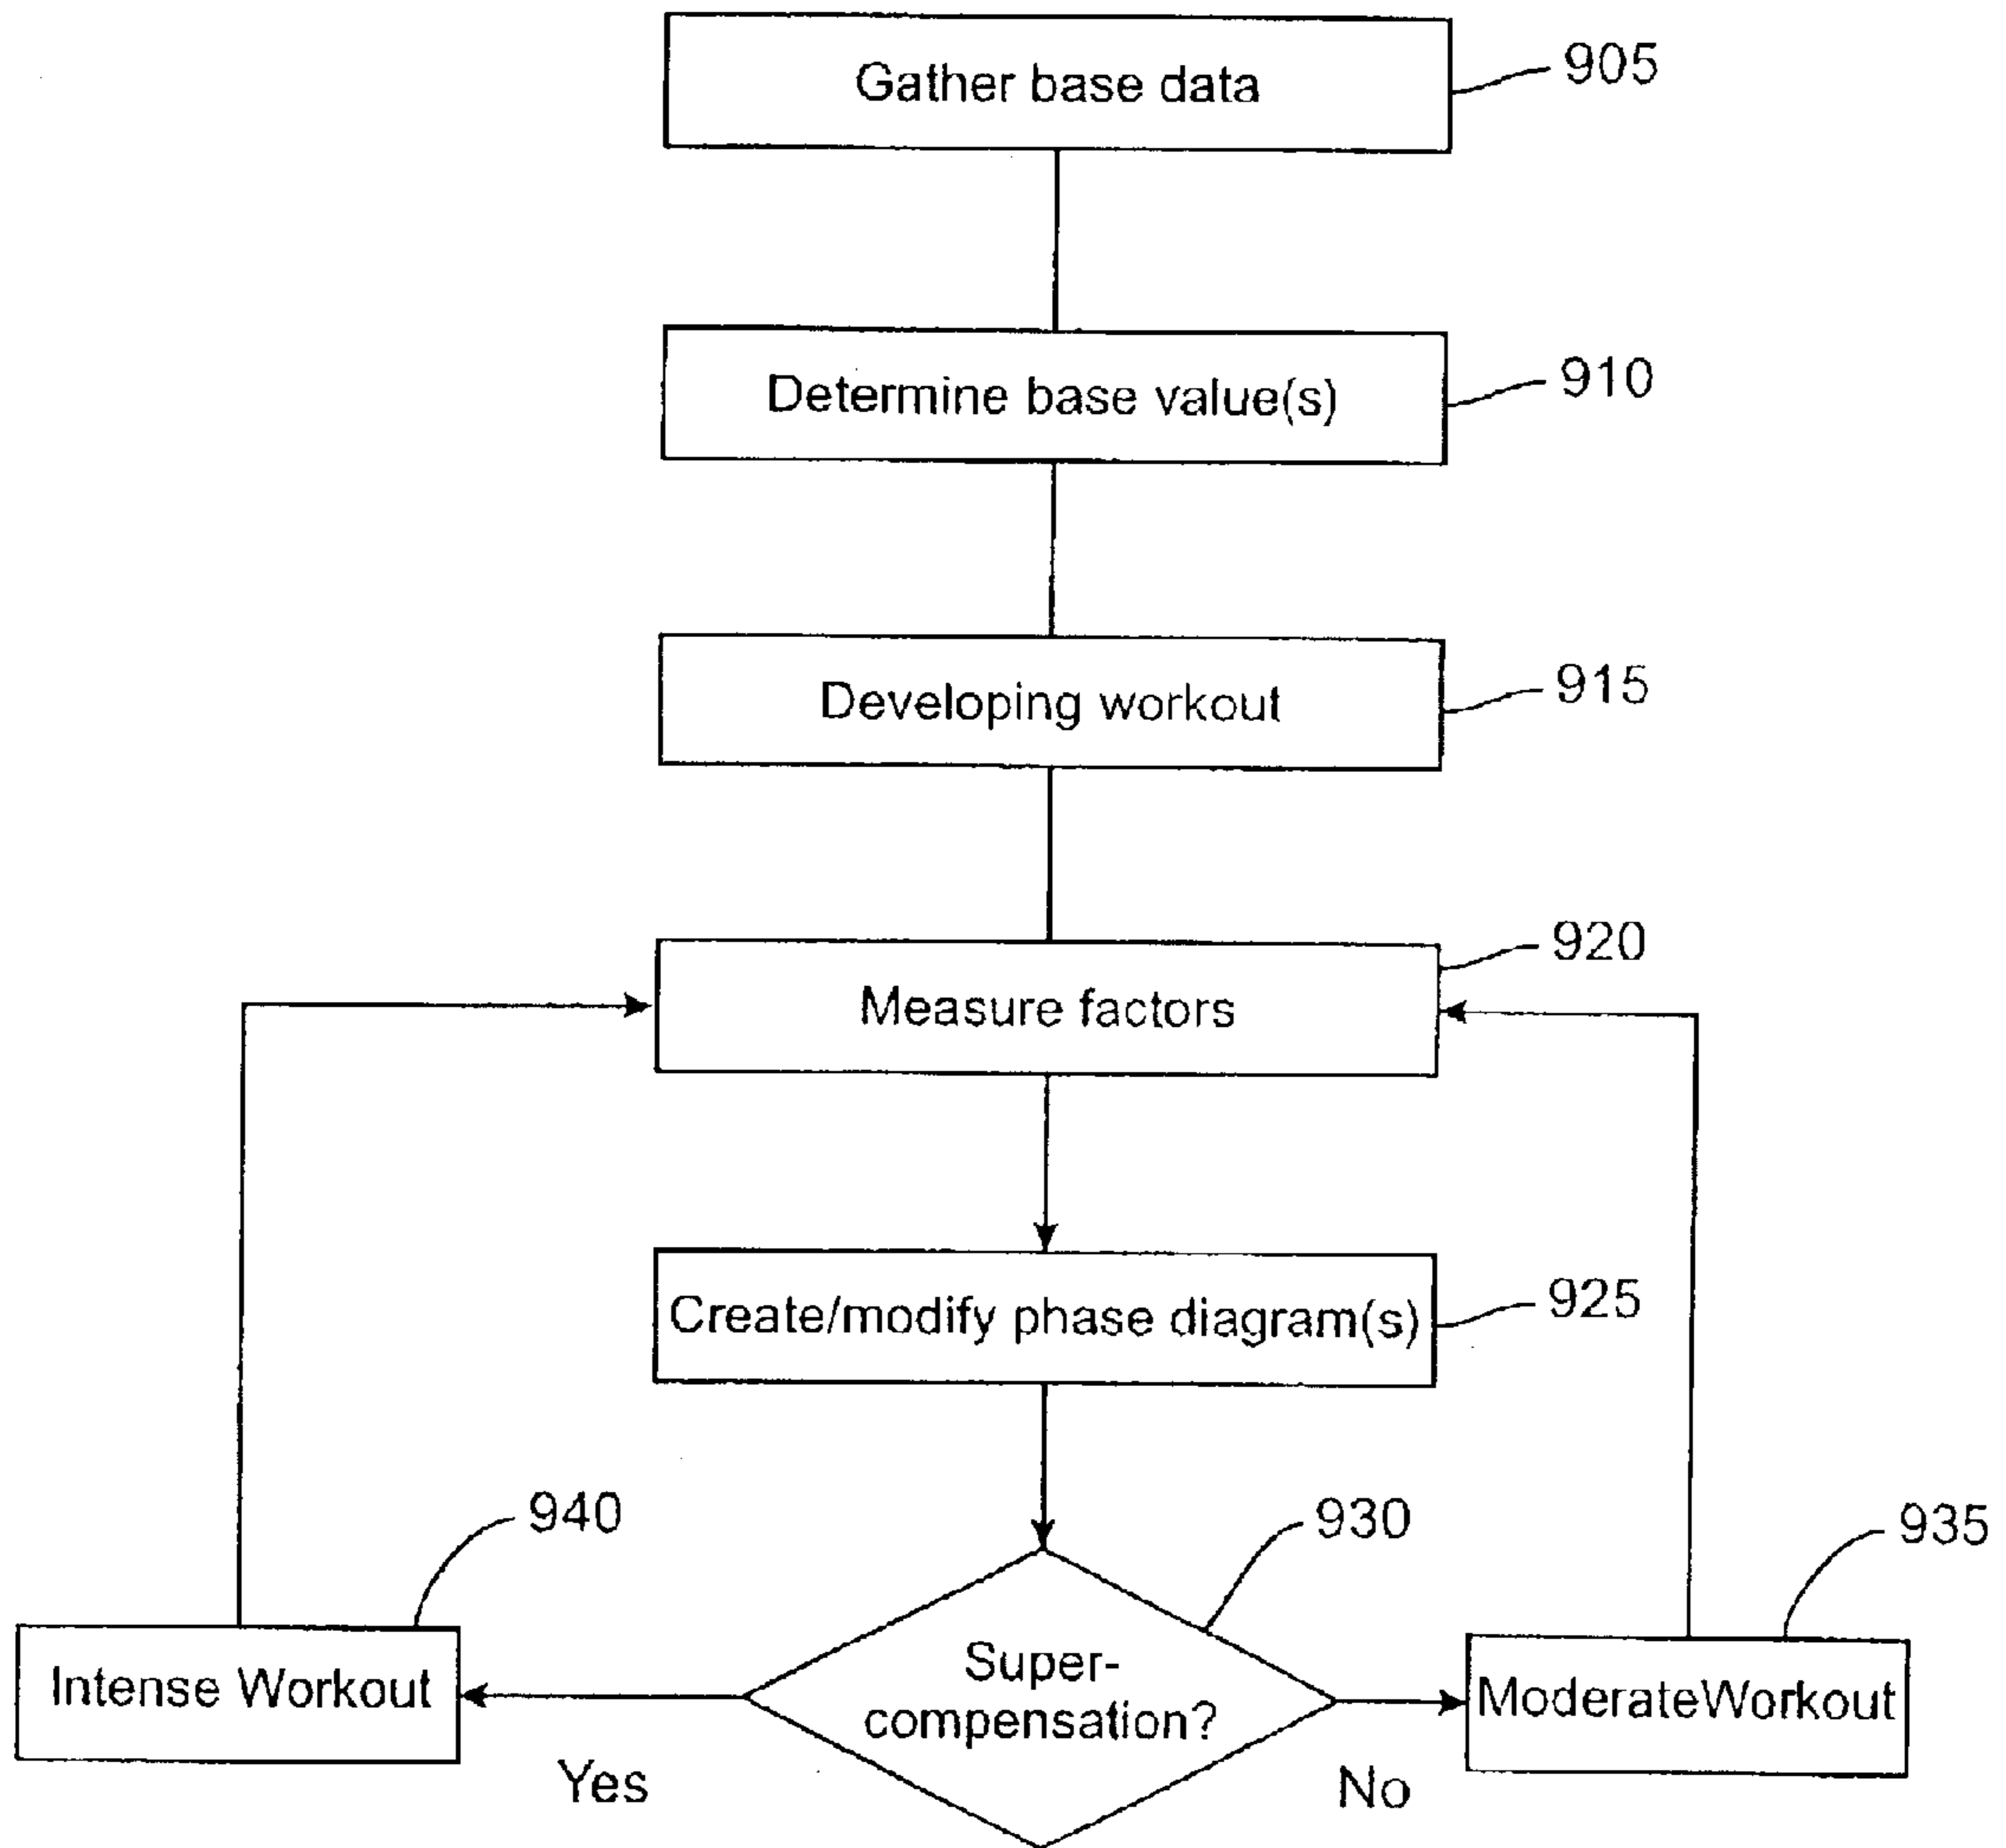 Gather base data
905
Determine base value(s)
910
Developing workout
915
920
Measure factors
Create/modify phase diagram(s)
925
940
930
935
Intense Workout
Super-
compensation?
ModerateWorkout
Yes
No